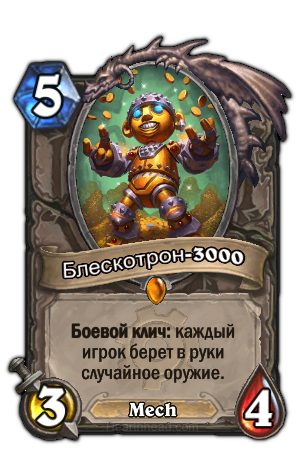 5
Блескотрон-3000
Боевой клич: каждый
игрок берет в руки
случайное оружие.
3
Mech
4